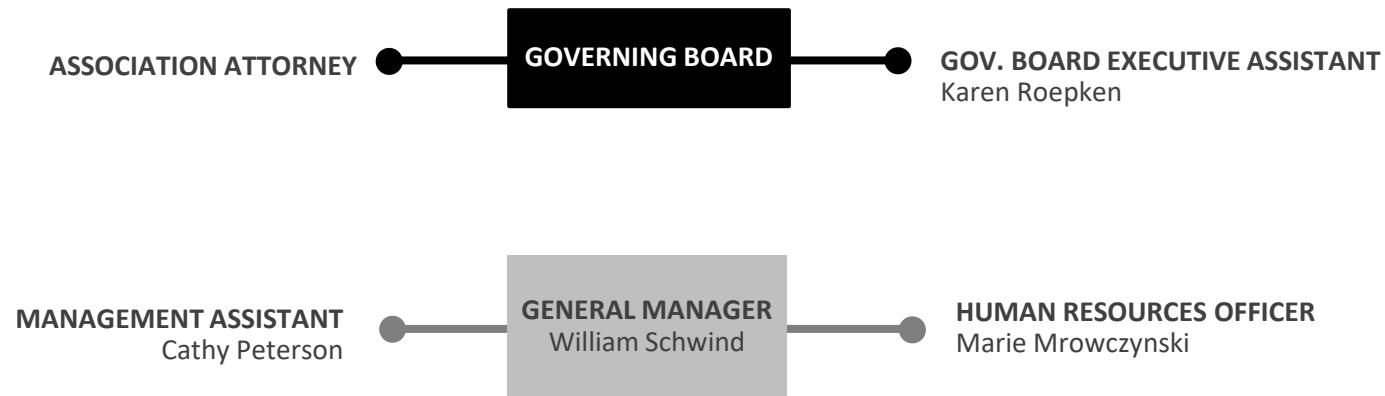 ASSOCIATION ATTORNEY
GOVERNING BOARD
GOV. BOARD EXECUTIVE ASSISTANT
Karen Roepken
MANAGEMENT ASSISTANT
Cathy Peterson
GENERAL MANAGER
William Schwind
HUMAN RESOURCES OFFICER
Marie Mrowczynski